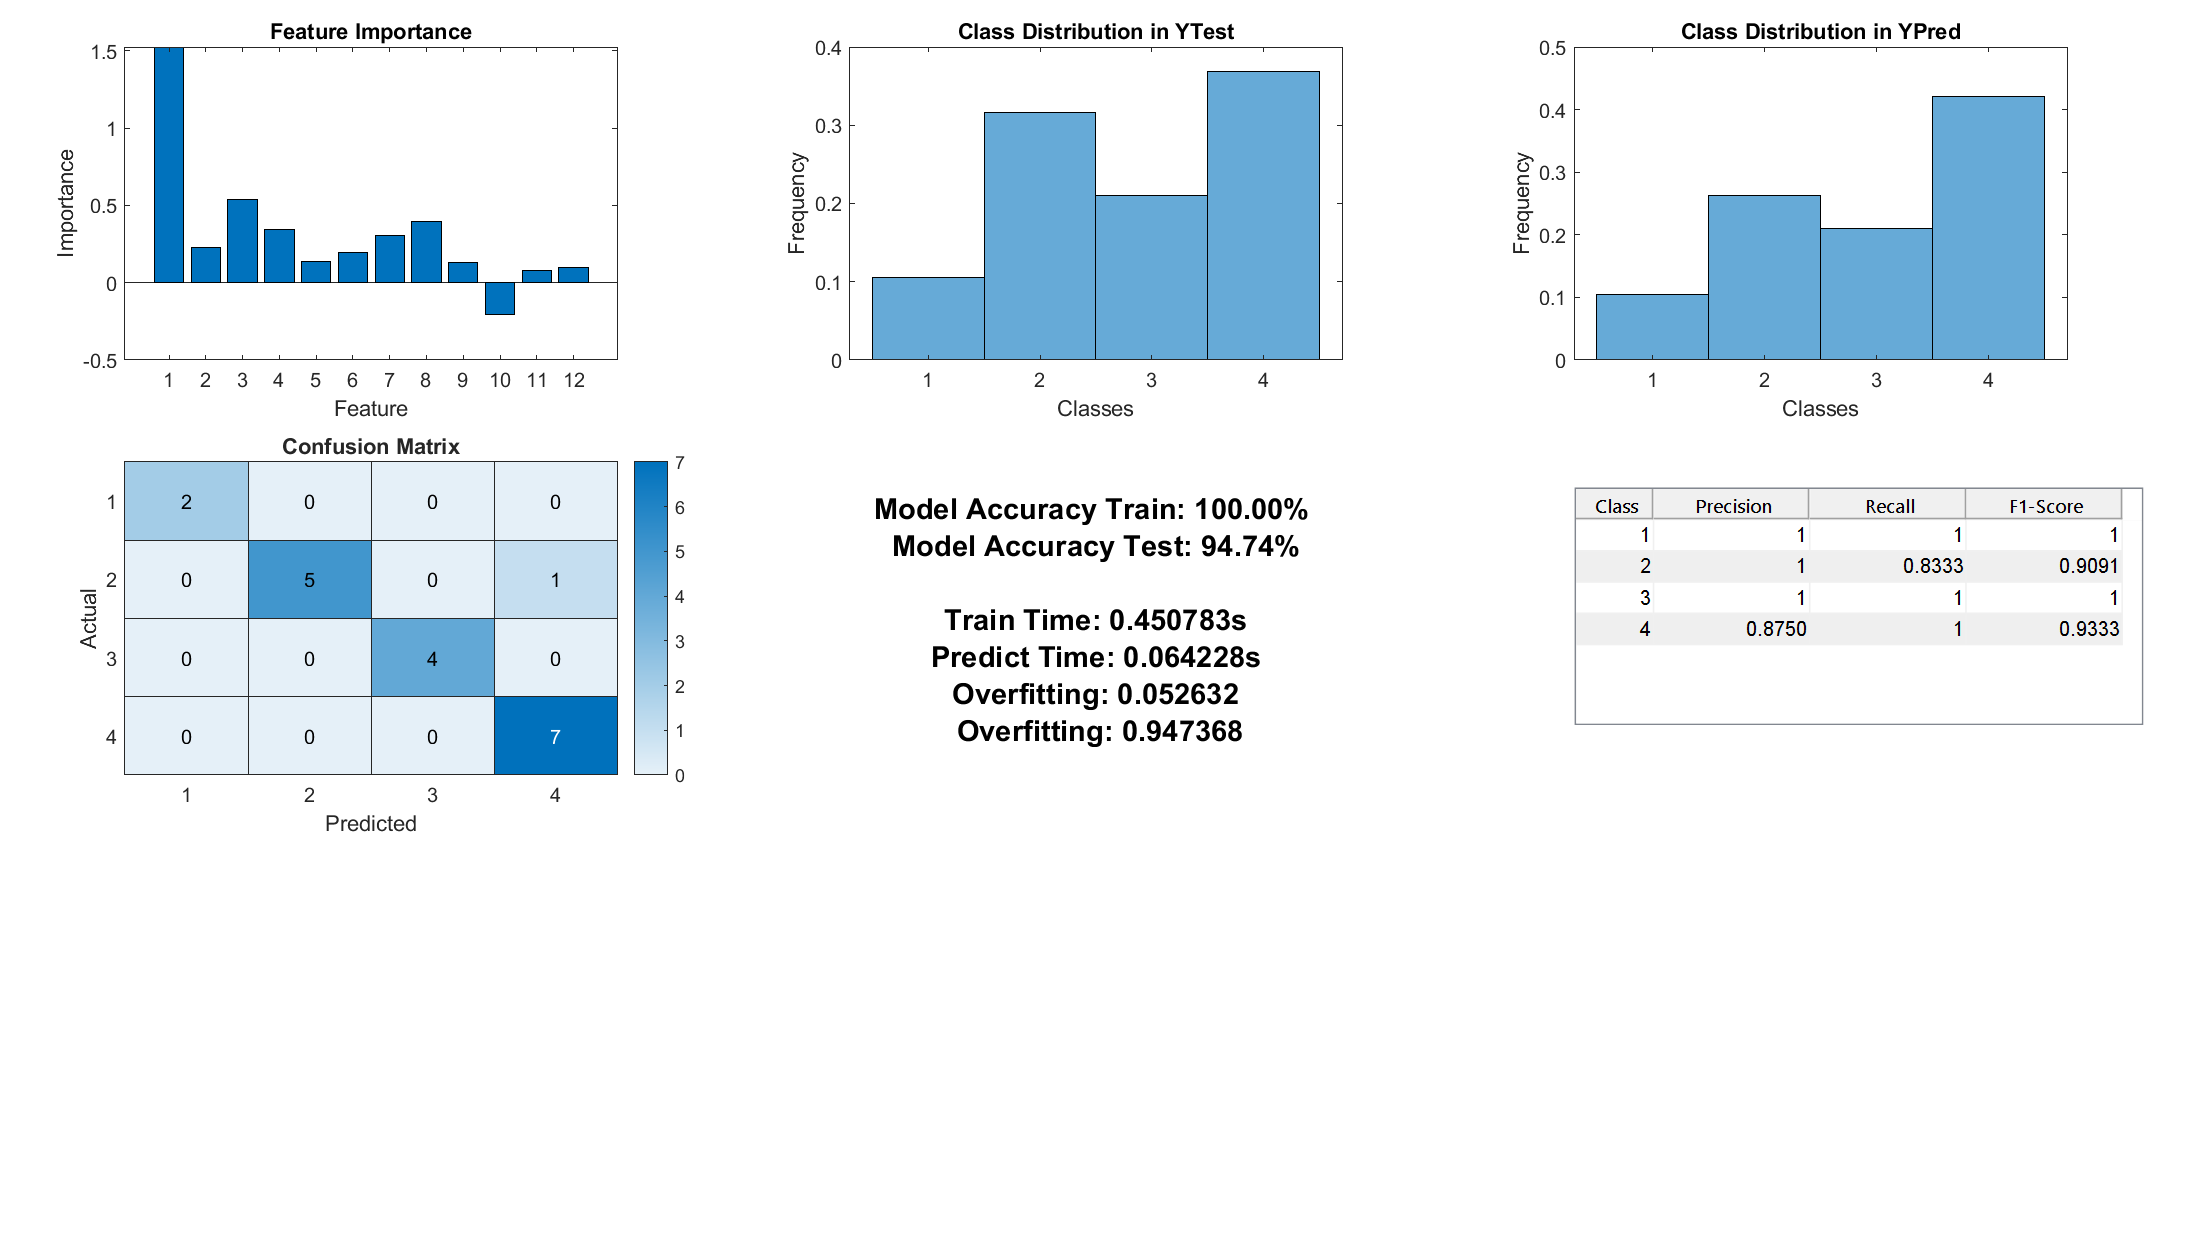 Feature Importance
1.5
1
0.5
0
-0.5
Importance
1 2 3 4 5 6 7 8 9 10 11 12
Feature
Class Distribution in YTest
0.4
0.3
0.2
0.1
0
Frequency
1 2 3 4
Classes
Class Distribution in YPred
0.5
0.4
0.3
0.2
0.1
0
Frequency
1 2 3 4
Classes
Confusion Matrix
Actual
1 2 0 0 0
2 0 5 0 1
3 0 0 4 0
4 0 0 0 7
1 2 3 4
Predicted
7
6
5
4
3
2
1
0
Model Accuracy Train: 100.00%
Model Accuracy Test: 94.74%
Train Time: 0.450783s
Predict Time: 0.064228s
Overfitting: 0.052632
Overfitting: 0.947368
Class Precision Recall F1-Score
1 1 1 1
2 1 0.8333 0.9091
3 1 1 1
4 0.8750 1 0.9333